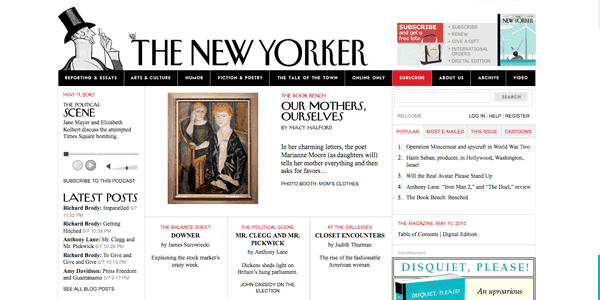 THE NEW YORKER
SUBSCRIBE
and get a
free tote
SUBSCRIBE
RENEW
GIVE A GIFT
INTERNATIONAL
ORDERS
DIGITAL EDITION
REPORTING & ESSAYS
ARTS & CULTURE
HUMOR
FICTION & POETRY
THE TALE OF THE TOWN
ONLINE ONLY
SUBSCRIBE
ABOUT US
ARCHIVE
VIDEO
MAY 9, 2010
THE POLITICAL
SCENE
Jane Mayer and Elizabeth
Kolbert discuss the attempted
Times Square bombing.
SUBSCRIBE TO THIS PODCAST
LATEST POSTS
Richard Brody: Impanelled 5/7
11:32 PM
Richard Brody: Getting
Hitched 5/7 10:26 PM
Anthony Lane: Mr. Clegg and
Mr. Pickwick 5/7 10:25 PM
Richard Brody: To Give and
Give and Give 5/7 10:13 PM
Amy Davidson: Press Freedom
and Guantánamo 5/7 9:17 PM
SEE ALL BLOG POSTS
THE BOOK BENCH
OUR MOTHERS,
OURSELVES
BY MACY HALFORD
In her charming letters, the poet
Marianne Moore (as daughters will)
tells her mother everything and then
asks for favors…
PHOTO BOOTH: MOM'S CLOTHES
THE BALANCE SHEET
DOWNER
by James Surowiecki
Explaining the stock market's
crazy week.
THE POLITICAL SCENE
MR. CLEGG AND MR.
PICKWICK
by Anthony Lane
Dickens sheds light on
Britain's hung parliament.
JOHN CASSIDY ON THE
ELECTION
AT THE GALLERIES
CLOSET ENCOUNTERS
by Judith Thurman
The rise of the fashionable
American woman.
SEARCH
WELCOME
LOG IN | HELP | REGISTER
POPULAR
MOST E-MAILED
THIS ISSUE
CARTOONS
1. Operation Mincemeat and spycraft in World War Two
2. Haim Saban, producer, in Hollywood, Washington,
Israel
3. Will the Real Avatar Please Stand Up
4. Anthony Lane: "Iron Man 2," and "The Duel," review
5. The Book Bench: Benched
THE MAGAZINE: MAY 10, 2010
Table of Contents | Digital Edition
Advertisement
DISQUIET, PLEASE!
An uproarious
DISQUIET, PLEASE!